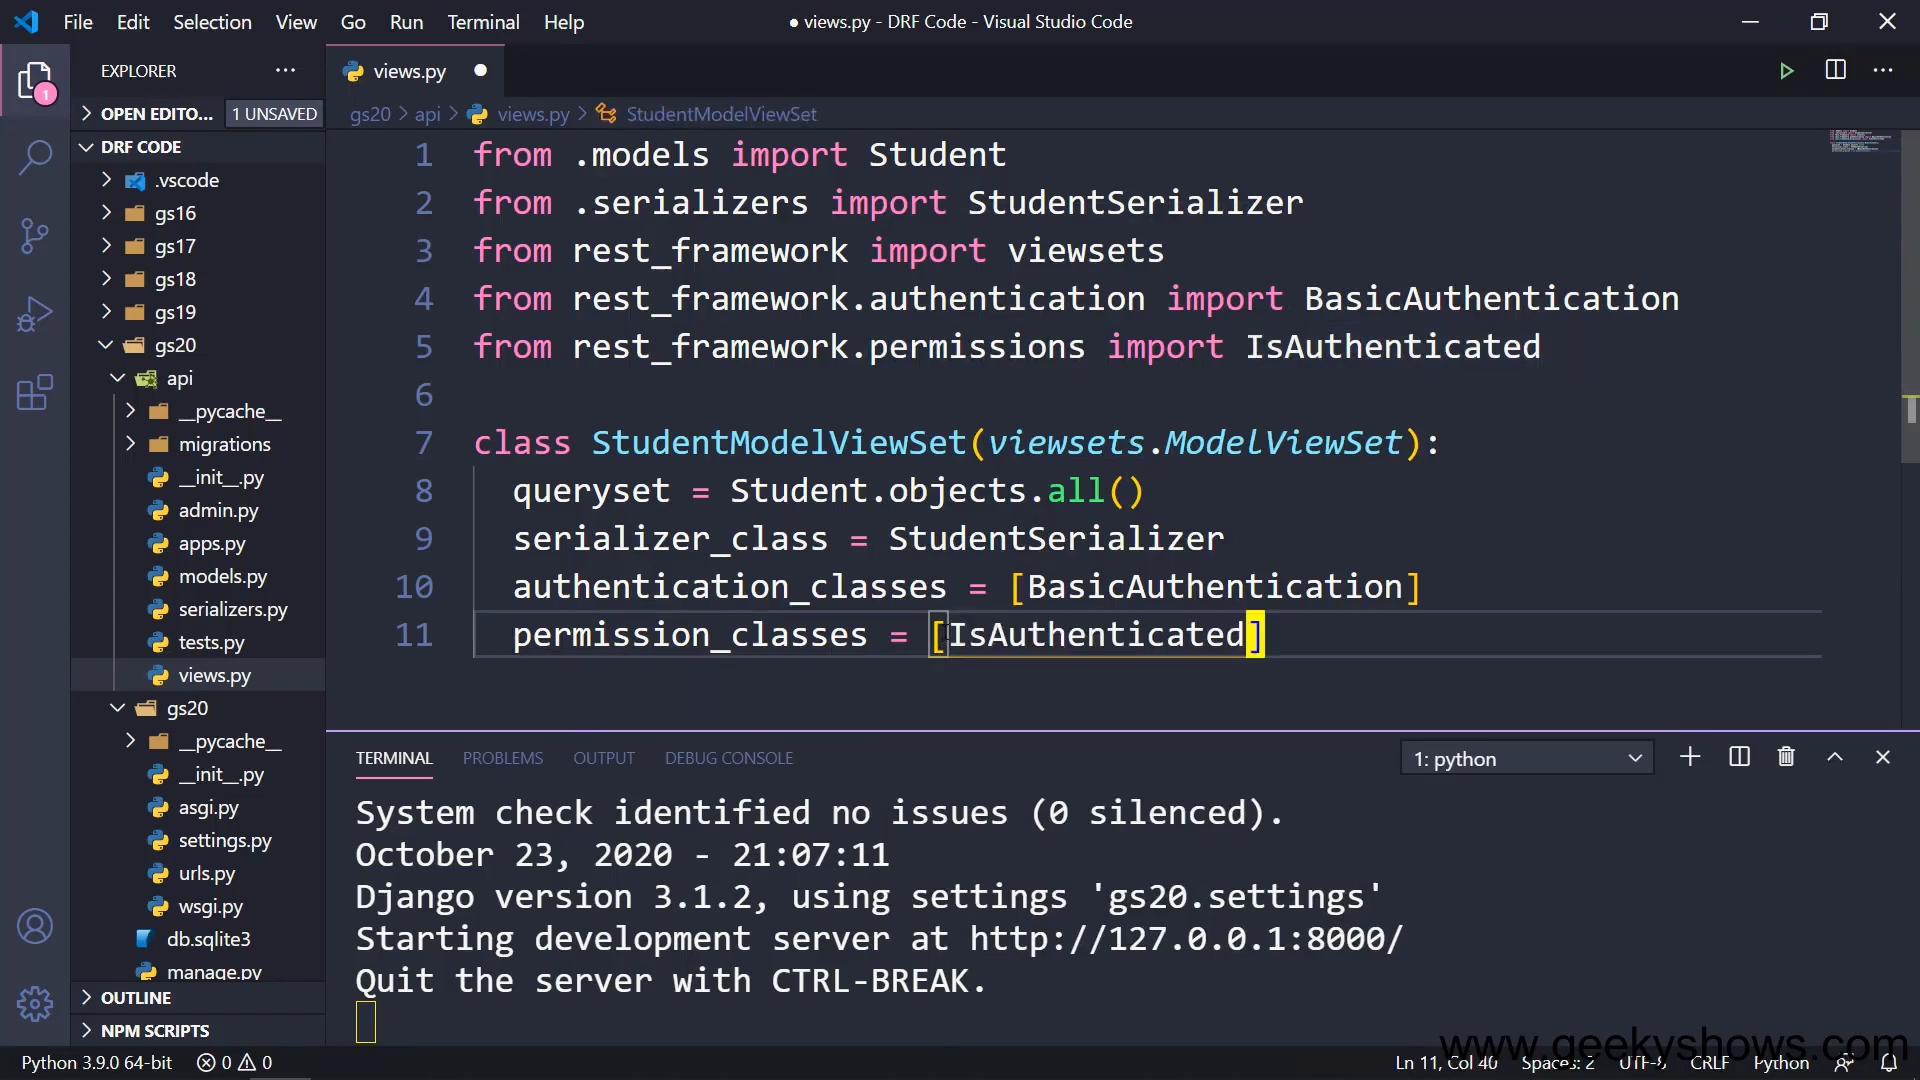 File Edit Selection View Go Run Terminal Help
● views.py - DRF Code - Visual Studio Code
EXPLORER
1
OPEN EDITO...
1 UNSAVED
DRF CODE
.vscode
gs16
gs17
gs18
gs19
gs20
api
__pycache__
migrations
__init__.py
admin.py
apps.py
models.py
serializers.py
tests.py
views.py
gs20
__pycache__
__init__.py
asgi.py
settings.py
urls.py
wsgi.py
db.sqlite3
manage.py
OUTLINE
NPM SCRIPTS
views.py
gs20 > api > views.py > StudentModelViewSet
1 from .models import Student
2 from .serializers import StudentSerializer
3 from rest_framework import viewsets
4 from rest_framework.authentication import BasicAuthentication
5 from rest_framework.permissions import IsAuthenticated
6
7 class StudentModelViewSet(viewsets.ModelViewSet):
8 queryset = Student.objects.all()
9 serializer_class = StudentSerializer
10 authentication_classes = [BasicAuthentication]
11 permission_classes = [IsAuthenticated]
TERMINAL PROBLEMS OUTPUT DEBUG CONSOLE
1: python
System check identified no issues (0 silenced).
October 23, 2020 - 21:07:11
Django version 3.1.2, using settings 'gs20.settings'
Starting development server at http://127.0.0.1:8000/
Quit the server with CTRL-BREAK.
www.geekyshows.com
Python 3.9.0 64-bit 0 0
Ln 11, Col 40 Spaces: 2 UTF-8 CRLF Python